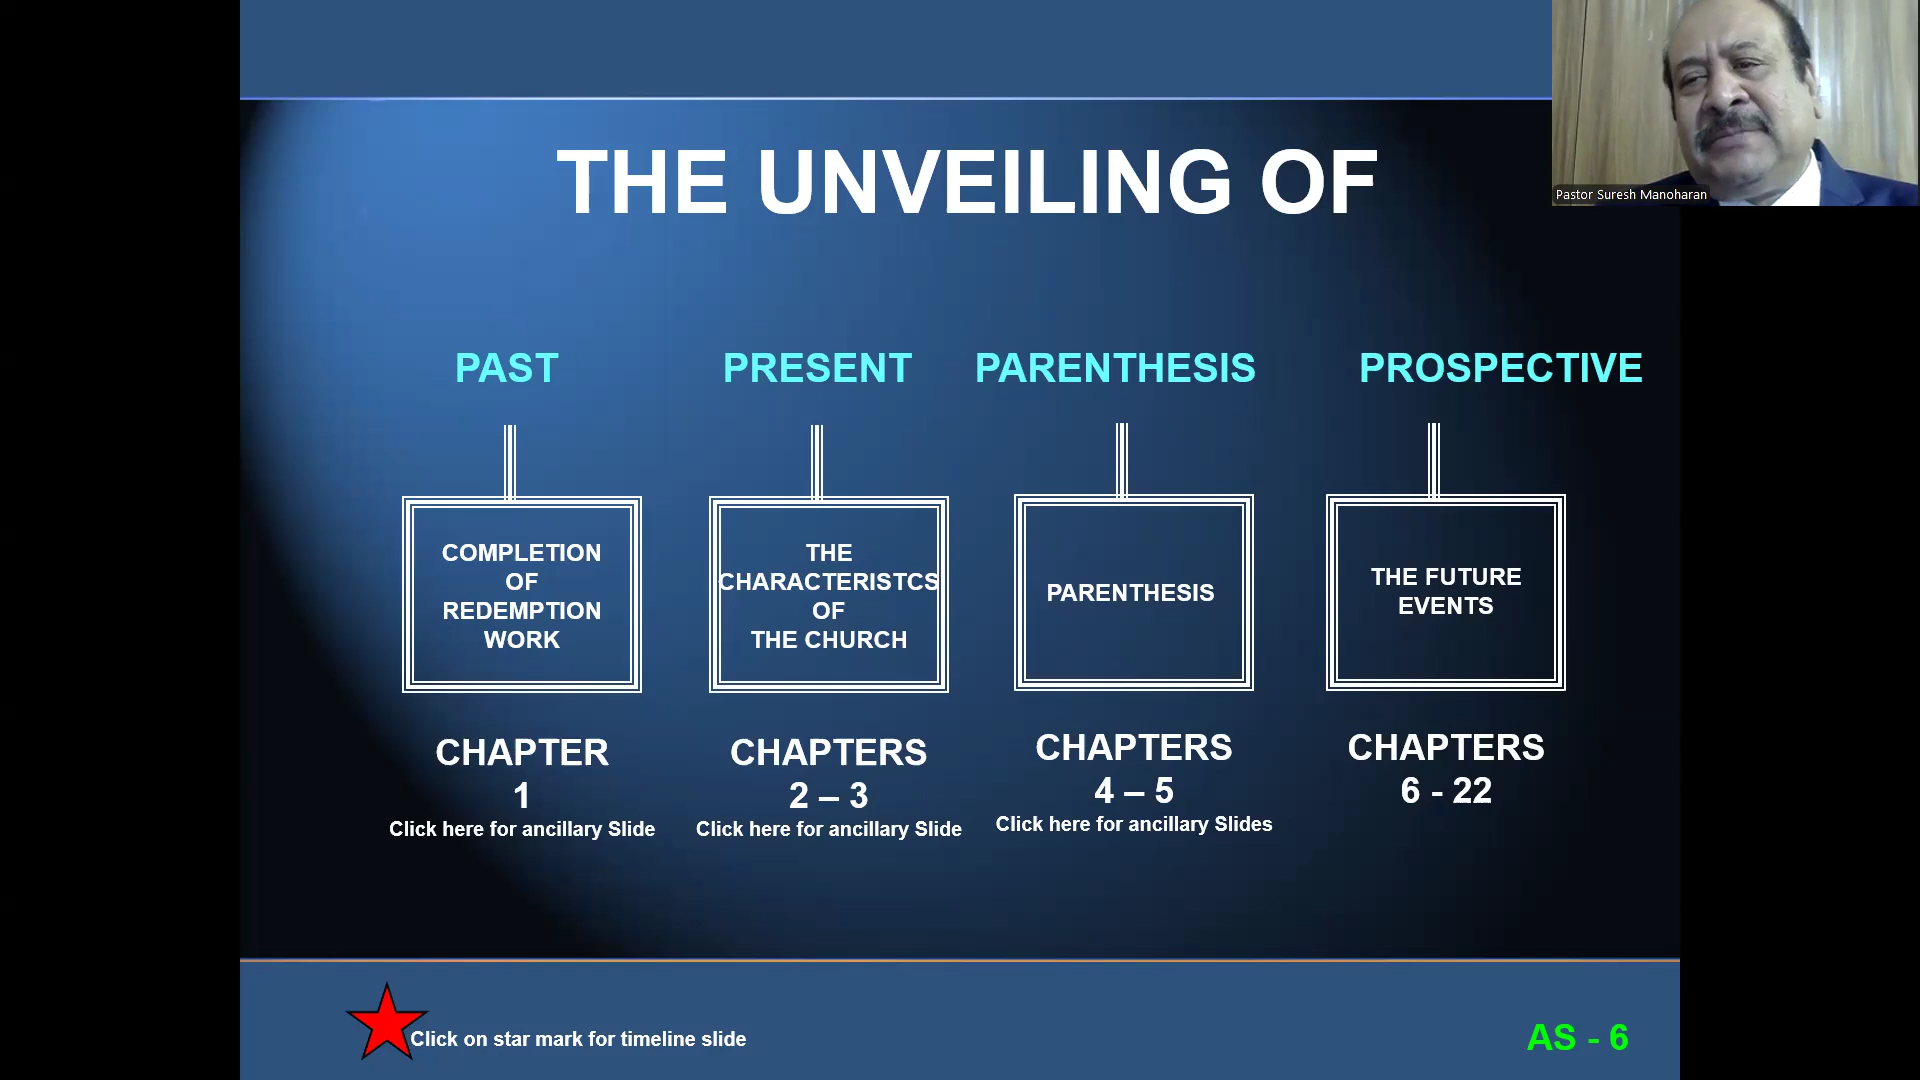 THE UNVEILING OF
Pastor Suresh Manoharan
PAST
PRESENT
PARENTHESIS
PROSPECTIVE
COMPLETION
OF
REDEMPTION
WORK
THE
CHARACTERISTCS
OF
THE CHURCH
PARENTHESIS
THE FUTURE
EVENTS
CHAPTER
1
Click here for ancillary Slide
CHAPTERS
2 – 3
Click here for ancillary Slide
CHAPTERS
4 – 5
Click here for ancillary Slides
CHAPTERS
6 - 22
Click on star mark for timeline slide
AS - 6